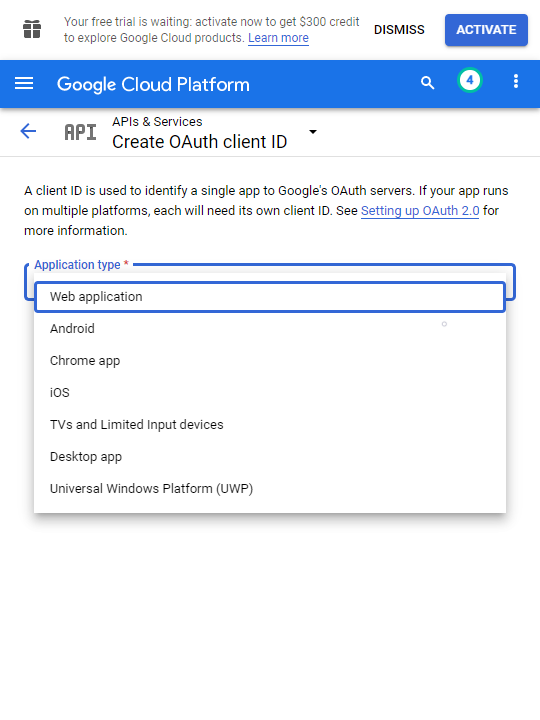 Your free trial is waiting: activate now to get $300 credit
to explore Google Cloud products. Learn more
DISMISS
ACTIVATE
Google Cloud Platform
4
API
APIs & Services
Create OAuth client ID
A client ID is used to identify a single app to Google's OAuth servers. If your app runs
on multiple platforms, each will need its own client ID. See Setting up OAuth 2.0 for
more information.
Application type *
Web application
Android
Chrome app
iOS
TVs and Limited Input devices
Desktop app
Universal Windows Platform (UWP)